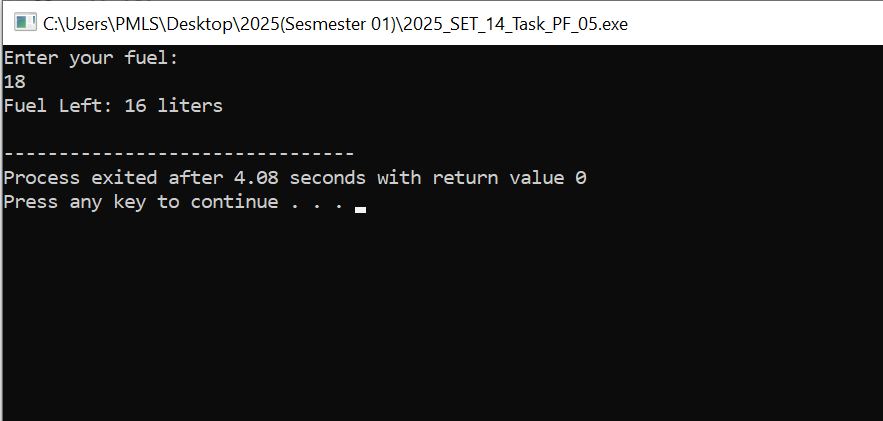 C:\Users\PMLS\Desktop\2025(Sesmester 01)\2025_SET_14_Task_PF_05.exe
Enter your fuel:
18
Fuel Left: 16 liters
--------------------------------
Process exited after 4.08 seconds with return value 0
Press any key to continue . . .